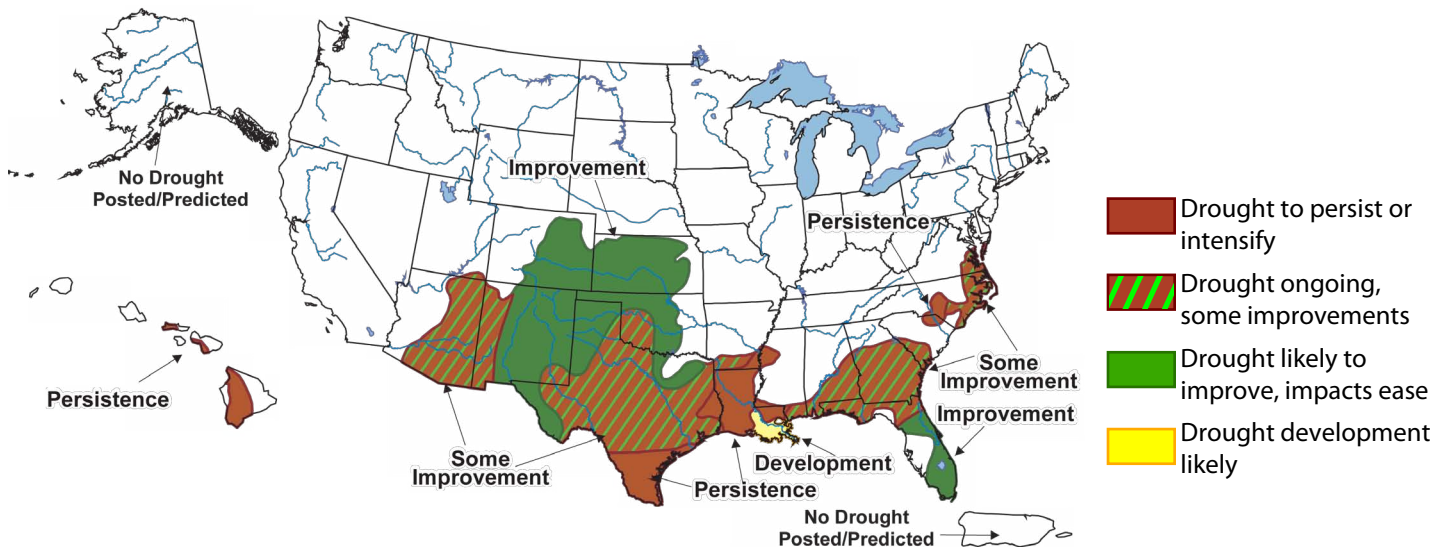 No Drought
Posted/Predicted
Improvement
Persistence
Persistence
Some
Improvement
Improvement
Some
Improvement
Development
Persistence
No Drought
Posted/Predicted
Drought to persist or
intensify
Drought ongoing,
some improvements
Drought likely to
improve, impacts ease
Drought development
likely